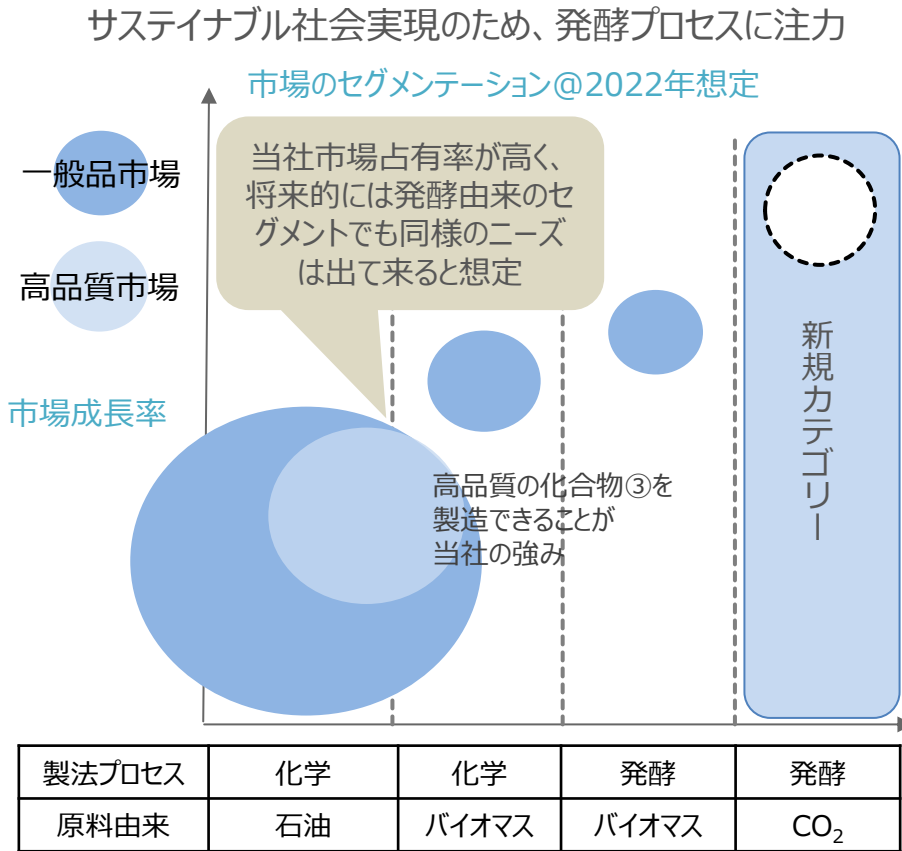 サステイナブル社会実現のため、発酵プロセスに注力
市場のセグメンテーション@2022年想定
一般品市場
高品質市場
当社市場占有率が高く、
将来的には発酵由来のセ
グメントでも同様のニーズ
は出て来ると想定
市場成長率
高品質の化合物③を
製造できることが
当社の強み
新規カテゴリー
製法プロセス 化学 化学 発酵 発酵
原料由来 石油 バイオマス バイオマス CO₂